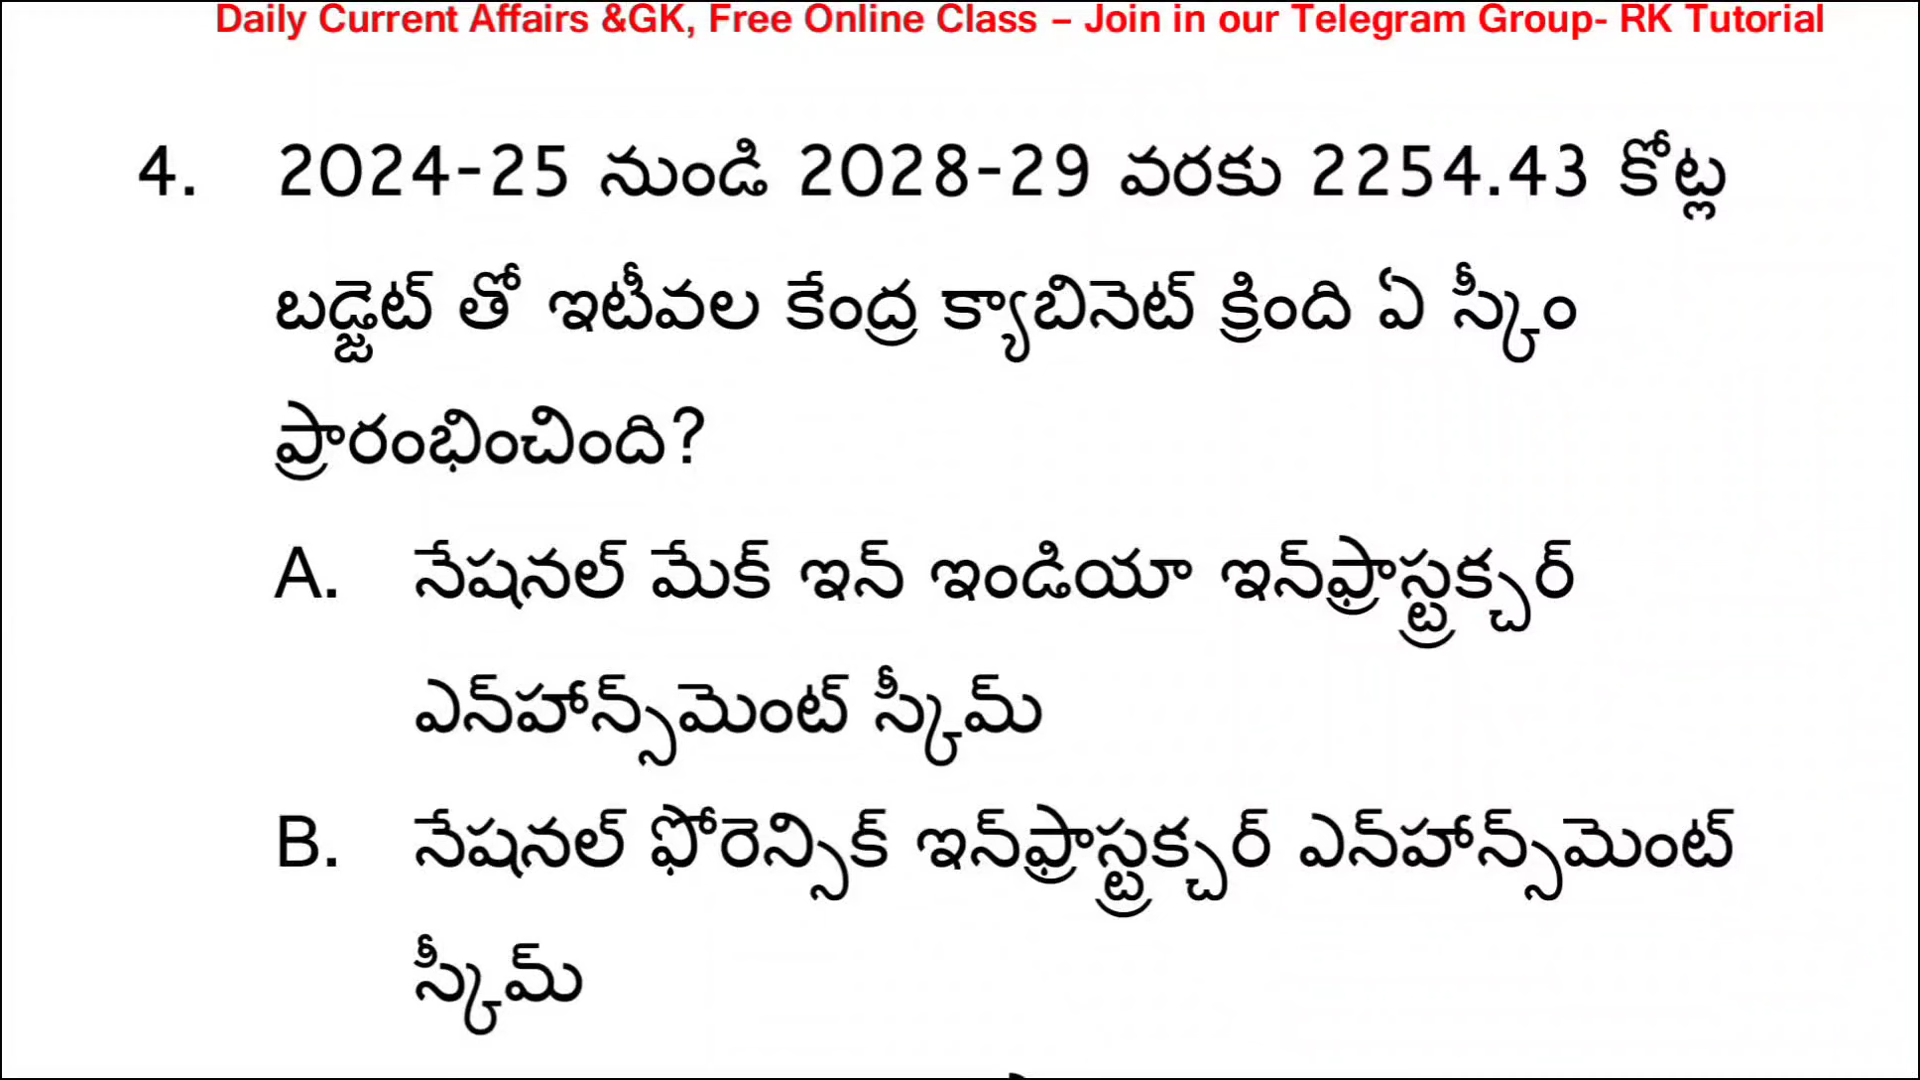 Daily Current Affairs &GK, Free Online Class – Join in our Telegram Group- RK Tutorial
4. 2024-25 నుండి 2028-29 వరకు 2254.43 కోట్ల
బడ్జెట్ తో ఇటీవల కేంద్ర క్యాబినెట్ క్రింది ఏ స్కీం
ప్రారంభించింది?
A. నేషనల్ మేక్ ఇన్ ఇండియా ఇన్‌ఫ్రాస్ట్రక్చర్
ఎన్‌హాన్స్‌మెంట్ స్కీమ్
B. నేషనల్ ఫోరెన్సిక్ ఇన్‌ఫ్రాస్ట్రక్చర్ ఎన్‌హాన్స్‌మెంట్
స్కీమ్